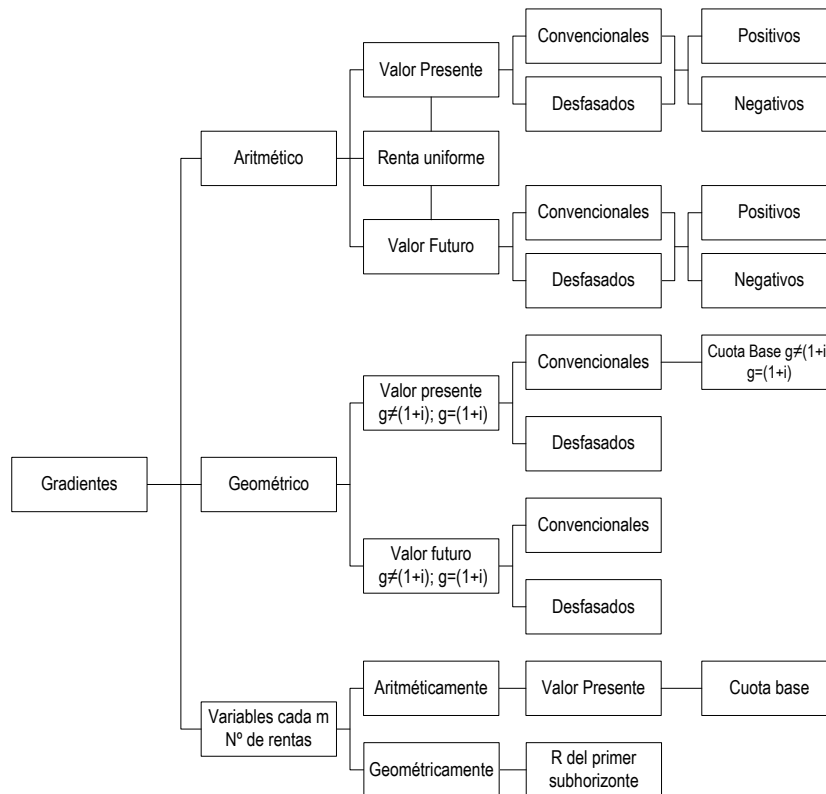 Convencionales
Positivos
Valor Presente
Desfasados
Negativos
Aritmético
Renta uniforme
Convencionales
Positivos
Valor Futuro
Desfasados
Negativos
Convencionales
Cuota Base g≠(1+i
g=(1+i)
Valor presente
g≠(1+i); g=(1+i)
Desfasados
Gradientes
Geométrico
Convencionales
Valor futuro
g≠(1+i); g=(1+i)
Desfasados
Aritméticamente
Valor Presente
Cuota base
Variables cada m
Nº de rentas
Geométricamente
R del primer
subhorizonte